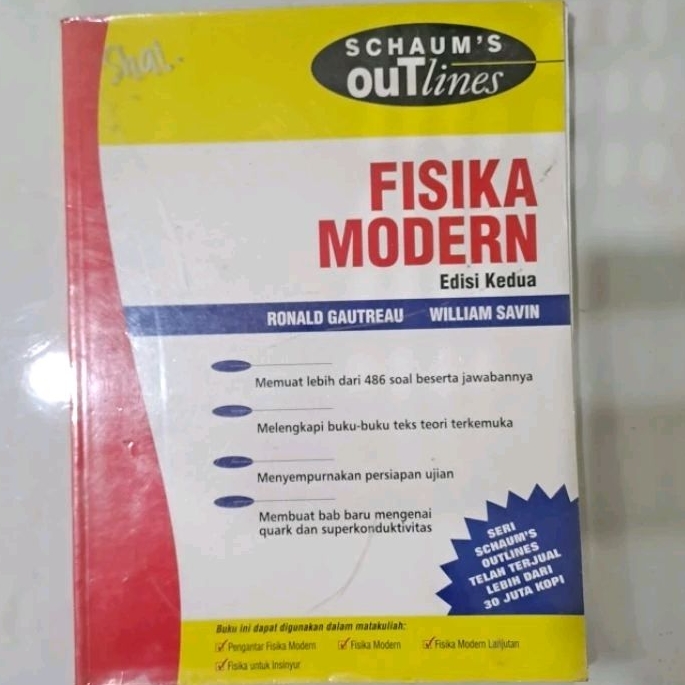 Shal.
SCHAUM'S
ouTlines
FISIKA
MODERN
Edisi Kedua
RONALD GAUTREAU WILLIAM SAVIN
Memuat lebih dari 486 soal beserta jawabannya
Melengkapi buku-buku teks teori terkemuka
Menyempurnakan persiapan ujian
Membuat bab baru mengenai
quark dan superkonduktivitas
SERI
SCHAUM'S
OUTLINES
TELAH TERJUAL
LEBIH DARI
30 JUTA KOPI
Buku ini dapat digunakan dalam matakuliah:
Pengantar Fisika Modern Fisika Modern Fisika Modern Lanjutan
Fisika untuk Insinyur